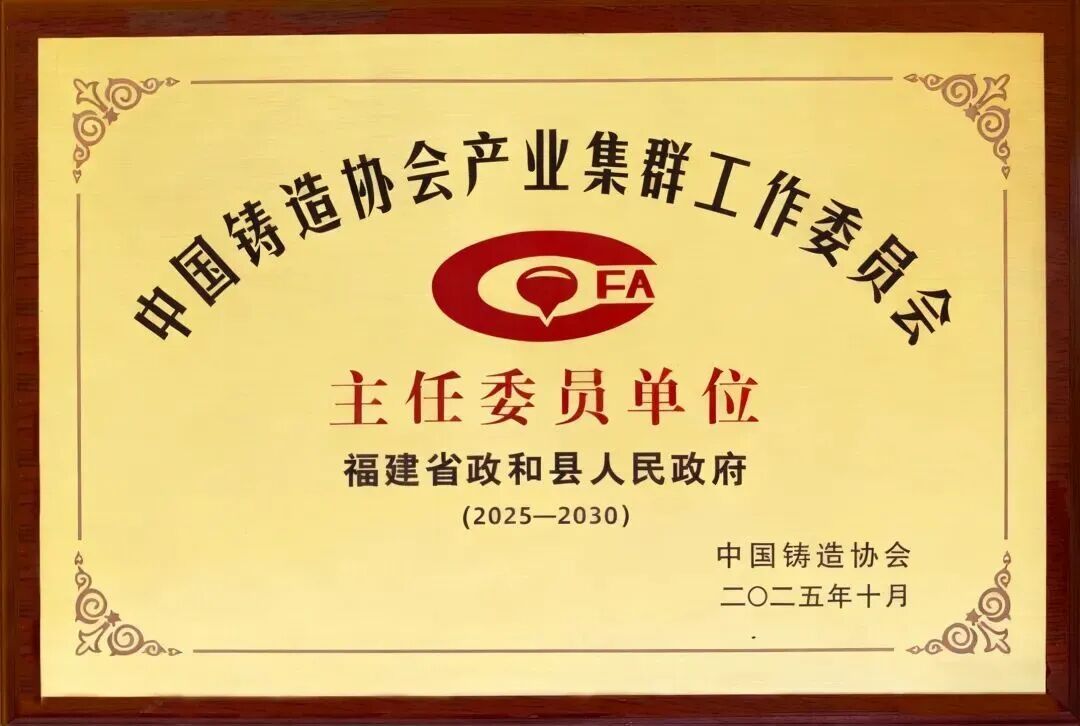 中国铸造协会产业集群工作委员会
FA
主任委员单位
福建省政和县人民政府
(2025—2030)
中国铸造协会
二〇二五年十月